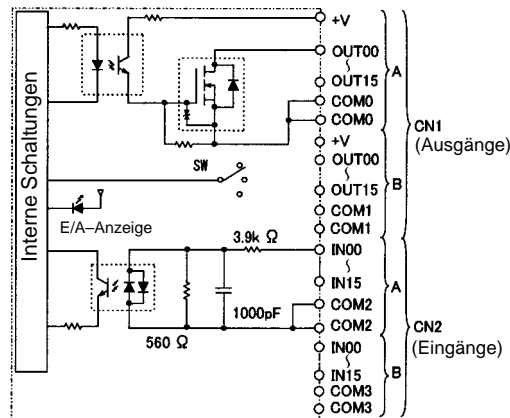 Interne Schaltungen
+V
OUT00
OUT15
COM0
COM0
A
+V
OUT00
OUT15
COM1
COM1
B
CN1
(Ausgänge)
SW
E/A–Anzeige
3.9k Ω
1000pF
560 Ω
IN00
IN15
COM2
COM2
A
IN00
IN15
COM3
COM3
B
CN2
(Eingänge)